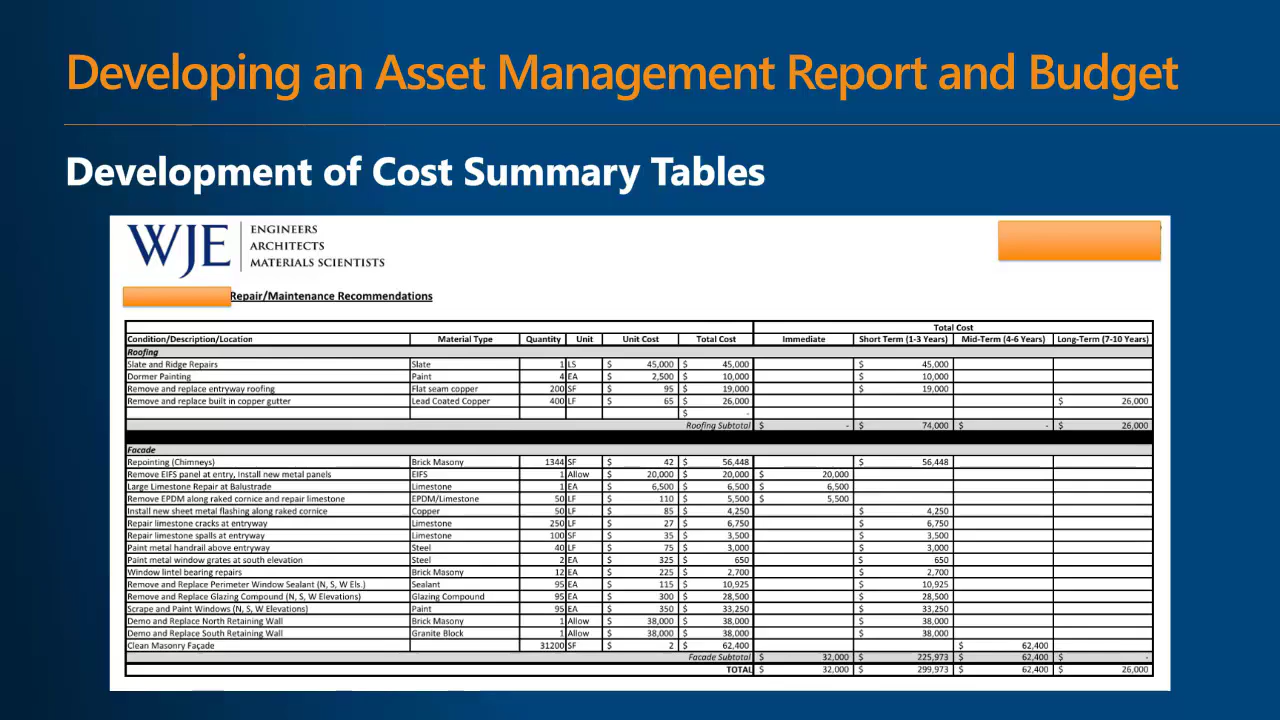 Developing an Asset Management Report and Budget
Development of Cost Summary Tables
WJE
ENGINEERS
ARCHITECTS
MATERIALS SCIENTISTS
Repair/Maintenance Recommendations
Total Cost
Condition/Description/Location Material Type Quantity Unit Unit Cost Total Cost Immediate Short Term (1-3 Years) Mid-Term (4-6 Years) Long-Term (7-10 Years)
Roofing
Slate and Ridge Repairs Slate 1 LS $ 45,000 $ 45,000 $ 45,000
Dormer Painting Paint 4 EA $ 2,500 $ 10,000 $ 10,000
Remove and replace entryway roofing Flat seam copper 200 SF $ 95 $ 19,000 $ 19,000
Remove and replace built in copper gutter Lead Coated Copper 400 LF $ 65 $ 26,000 $ 26,000
$ -
Roofing Subtotal $ - $ 74,000 $ - $ 26,000
Facade
Repointing (Chimneys) Brick Masony 1344 SF $ 42 $ 56,448 $ 56,448
Remove EIFS panel at entry, Install new metal panels EIFS 1 Allow $ 20,000 $ 20,000 $ 20,000
Large Limestone Repair at Balustrade Limestone 1 EA $ 6,500 $ 6,500 $ 6,500
Remove EPDM along raked cornice and repair limestone EPDM/Limestone 50 LF $ 110 $ 5,500 $ 5,500
Install new sheet metal flashing along raked cornice Copper 50 LF $ 85 $ 4,250 $ 4,250
Repair limestone cracks at entryway Limestone 250 LF $ 27 $ 6,750 $ 6,750
Repair limestone spalls at entryway Limestone 100 SF $ 35 $ 3,500 $ 3,500
Paint metal handrail above entryway Steel 40 LF $ 75 $ 3,000 $ 3,000
Paint metal window grates at south elevation Steel 2 EA $ 325 $ 650 $ 650
Window lintel bearing repairs Brick Masony 12 EA $ 225 $ 2,700 $ 2,700
Remove and Replace Perimeter Window Sealant (N, S, W Els.) Sealant 95 EA $ 115 $ 10,925 $ 10,925
Remove and Replace Glazing Compound (N, S, W Elevations) Glazing Compound 95 EA $ 300 $ 28,500 $ 28,500
Scrape and Paint Windows (N, S, W Elevations) Paint 95 EA $ 350 $ 33,250 $ 33,250
Demo and Replace North Retaining Wall Brick Masony 1 Allow $ 38,000 $ 38,000 $ 38,000
Demo and Replace South Retaining Wall Granite Block 1 Allow $ 38,000 $ 38,000 $ 38,000
Clean Masonry Façade 31200 SF $ 2 $ 62,400 $ 62,400
Facade Subtotal $ 32,000 $ 225,973 $ 62,400 $ -
TOTAL $ 32,000 $ 299,973 $ 62,400 $ 26,000